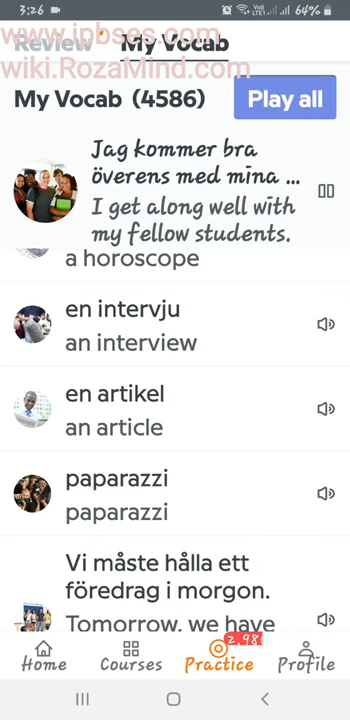 3:26
64%
www.ipbses.com
wiki.RozaMind.com
Review
My Vocab
My Vocab (4586)
Play all
Jag kommer bra
överens med mina ...
I get along well with
my fellow students.
a horoscope
en intervju
an interview
en artikel
an article
paparazzi
paparazzi
Vi måste hålla ett
föredrag i morgon.
Tomorrow, we have
2,98
Home
Courses
Practice
Profile